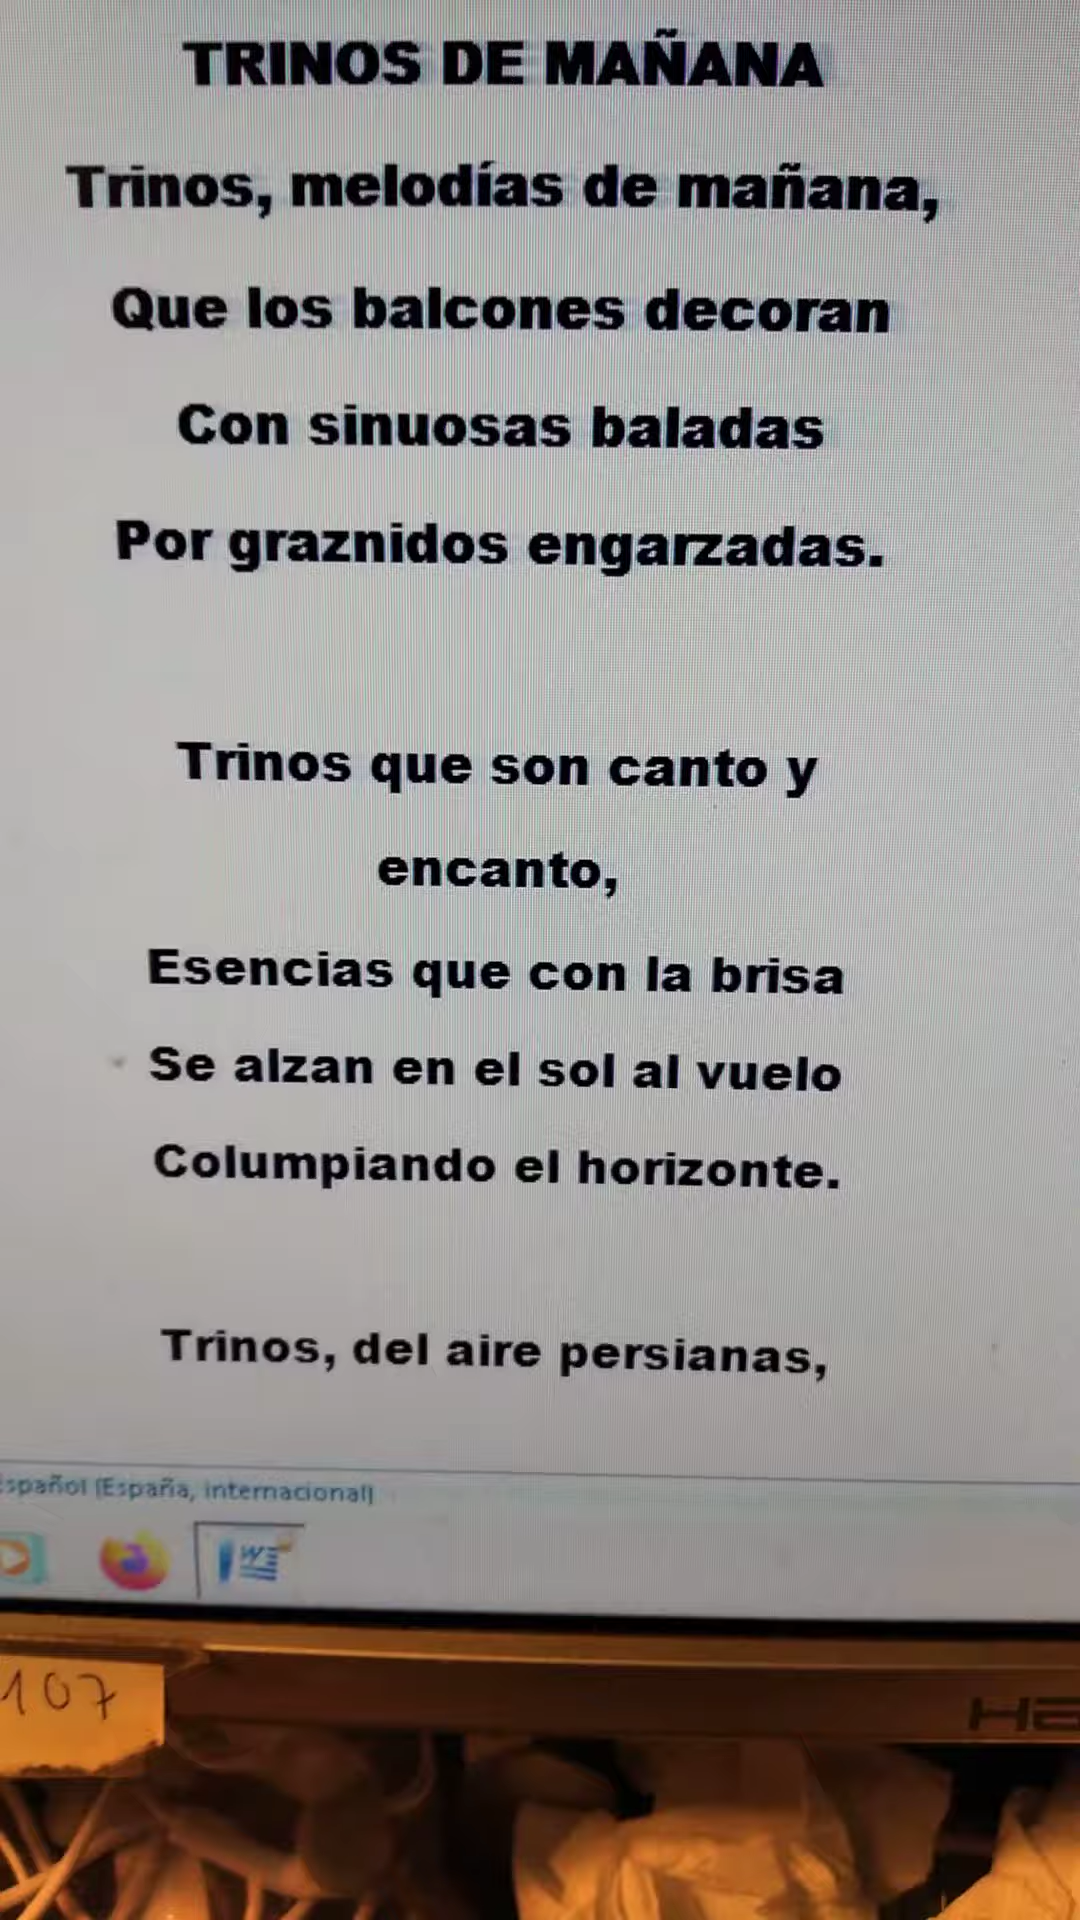 TRINOS DE MAÑANA
Trinos, melodías de mañana,
Que los balcones decoran
Con sinuosas baladas
Por graznidos engarzadas.
Trinos que son canto y
encanto,
Esencias que con la brisa
Se alzan en el sol al vuelo
Columpiando el horizonte.
Trinos, del aire persianas,
Español (España, internacional)
107